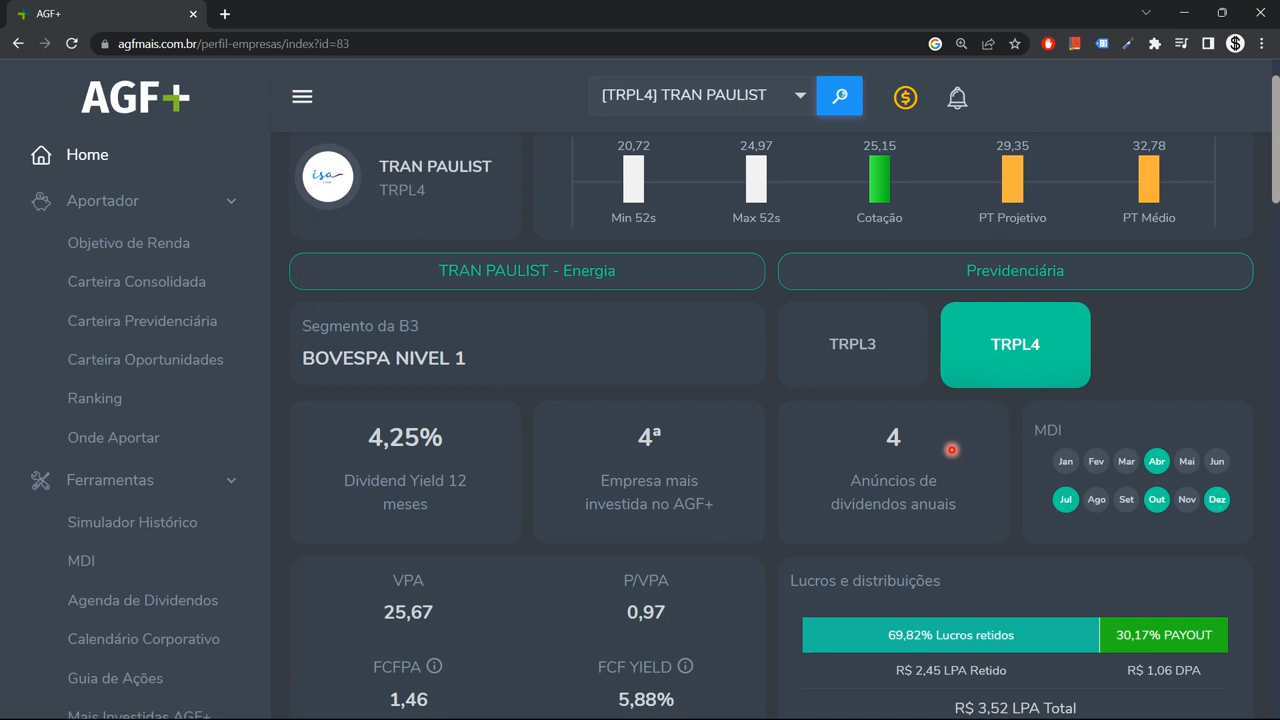 AGF+
agfmais.com.br/perfil-empresas/index?id=83
AGF+
[TRPL4] TRAN PAULIST
Home
Aportador
Objetivo de Renda
Carteira Consolidada
Carteira Previdenciária
Carteira Oportunidades
Ranking
Onde Aportar
Ferramentas
Simulador Histórico
MDI
Agenda de Dividendos
Calendário Corporativo
Guia de Ações
Mais Investidas AGF+
isa
TRAN PAULIST
TRPL4
20,72 24,97 25,15 29,35 32,78
Min 52s Max 52s Cotação PT Projetivo PT Médio
TRAN PAULIST - Energia
Previdenciária
Segmento da B3
BOVESPA NIVEL 1
TRPL3
TRPL4
4,25%
Dividend Yield 12
meses
4ª
Empresa mais
investida no AGF+
4
Anúncios de
dividendos anuais
MDI
Jan Fev Mar Abr Mai Jun
Jul Ago Set Out Nov Dez
VPA
25,67
P/VPA
0,97
FCFPA
1,46
FCF YIELD
5,88%
Lucros e distribuições
69,82% Lucros retidos
30,17% PAYOUT
R$ 2,45 LPA Retido
R$ 1,06 DPA
R$ 3,52 LPA Total